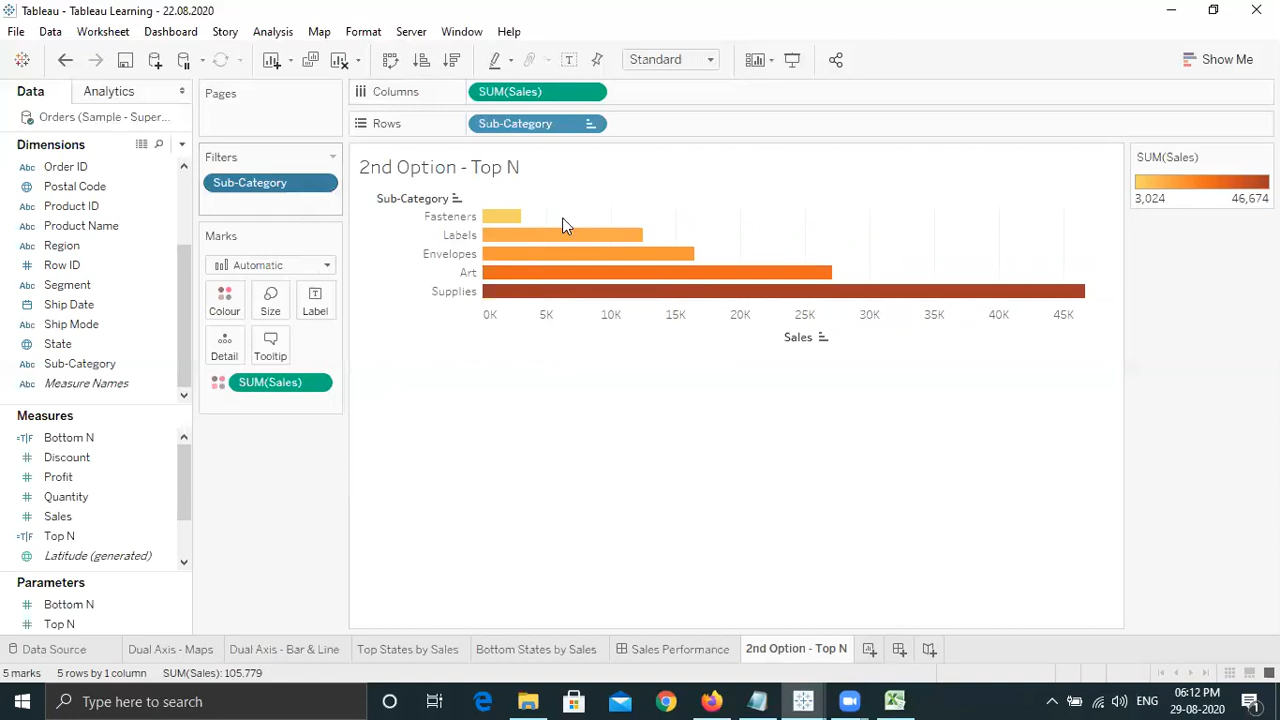 Tableau - Tableau Learning - 22.08.2020
File Data Worksheet Dashboard Story Analysis Map Format Server Window Help
Standard
Show Me
Data Analytics
Orders (Sample - Super...
Dimensions
Order ID
Postal Code
Product ID
Product Name
Region
Row ID
Segment
Ship Date
Ship Mode
State
Sub-Category
Measure Names
Measures
Bottom N
Discount
Profit
Quantity
Sales
Top N
Latitude (generated)
Parameters
Bottom N
Top N
Pages
Filters
Sub-Category
Marks
Automatic
Colour Size Label
Detail Tooltip
SUM(Sales)
Columns SUM(Sales)
Rows Sub-Category
2nd Option - Top N
Sub-Category
Fasteners
Labels
Envelopes
Art
Supplies
0K 5K 10K 15K 20K 25K 30K 35K 40K 45K
Sales
SUM(Sales)
3,024 46,674
Data Source Dual Axis - Maps Dual Axis - Bar & Line Top States by Sales Bottom States by Sales Sales Performance 2nd Option - Top N
5 marks 5 rows by 1 column SUM(Sales): 105.779
Type here to search
ENG
06:12 PM
29-08-2020
1